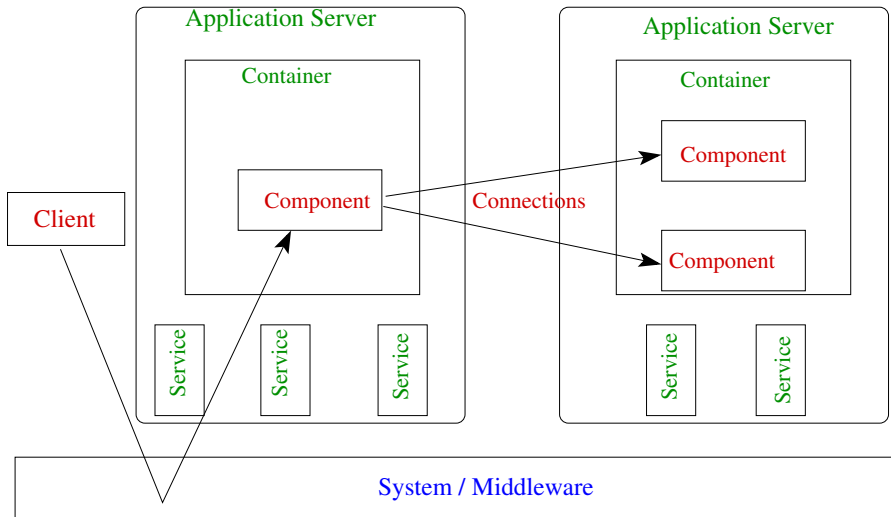 Application Server
Application Server
Container
Container
Component
Component
Connections
Client
Component
Service
Service
Service
Service
Service
System / Middleware